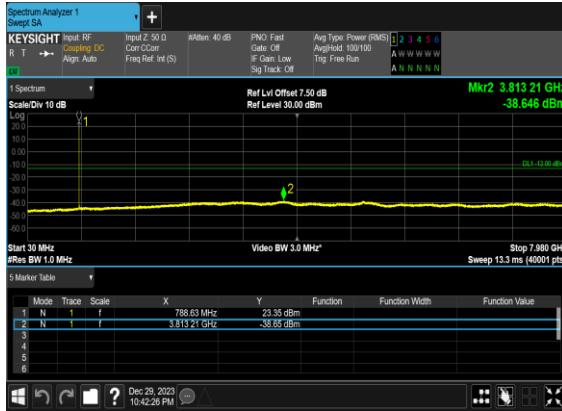 Spectrum Analyzer 1
Swept SA
+
KEYSIGHT Input: RF Input Z: 50 Ω #Atten: 40 dB PNO: Fast Avg Type: Power (RMS) 1 2 3 4 5 6
R T Coupling: DC Corr CCorr Gate: Off Avg|Hold: 100/100 A W W W W W
Align: Auto Freq Ref: Int (S) IF Gain: Low Trig: Free Run
Sig Track: Off A N N N N N
LU
1 Spectrum Ref Lvl Offset 7.50 dB Mkr2 3.813 21 GHz
Scale/Div 10 dB Ref Level 30.00 dBm -38.646 dBm
Log
20.0
10.0
0.00
-10.0 DL1 -13.00 dBm
-20.0
-30.0
-40.0
-50.0
-60.0
1
2
Start 30 MHz Video BW 3.0 MHz* Stop 7.980 GHz
#Res BW 1.0 MHz Sweep 13.3 ms (40001 pts)
5 Marker Table
Mode Trace Scale X Y Function Function Width Function Value
1 N 1 f 788.63 MHz 23.35 dBm
2 N 1 f 3.813 21 GHz -38.65 dBm
3
4
5
6
? Dec 29, 2023
10:42:26 PM